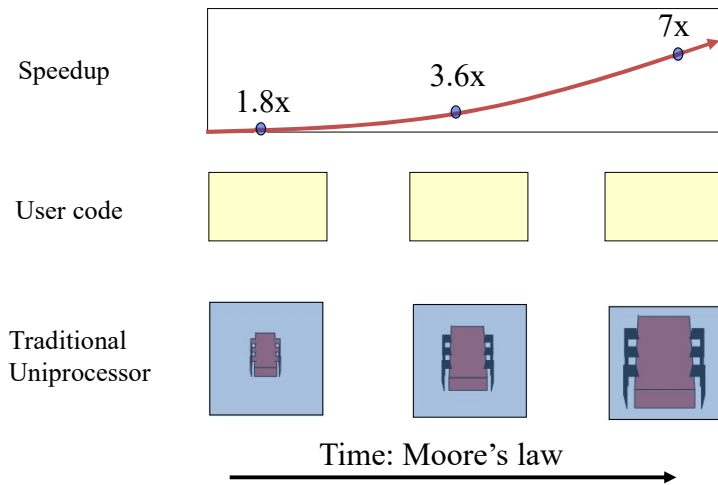 7x
Speedup
3.6x
1.8x
User code
Traditional
Uniprocessor
Time: Moore’s law